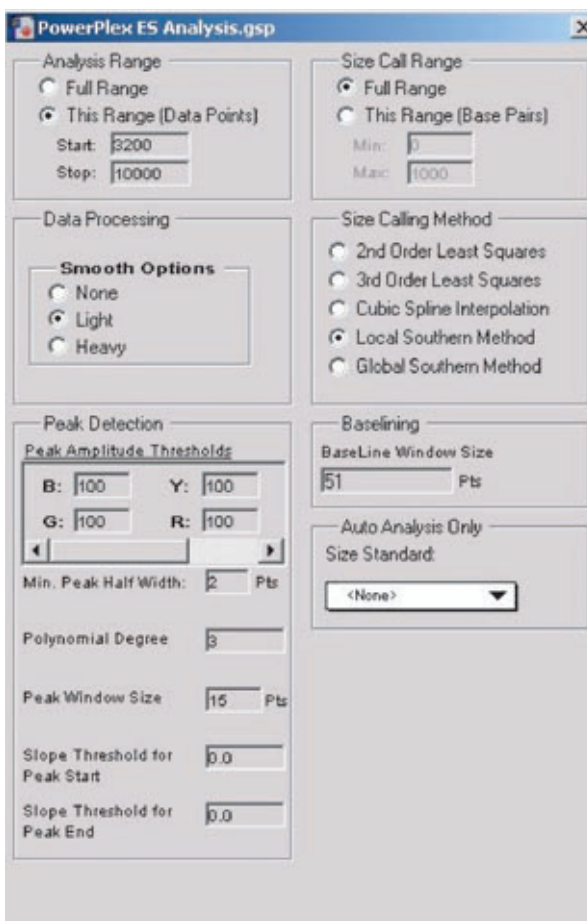 PowerPlex ES Analysis.gsp
Analysis Range
Full Range
This Range (Data Points)
Start: 3200
Stop: 10000
Size Call Range
Full Range
This Range (Base Pairs)
Min: 0
Max: 1000
Data Processing
Smooth Options
None
Light
Heavy
Size Calling Method
2nd Order Least Squares
3rd Order Least Squares
Cubic Spline Interpolation
Local Southern Method
Global Southern Method
Peak Detection
Peak Amplitude Thresholds
B: 100 Y: 100
G: 100 R: 100
Min. Peak Half Width: 2 Pts
Polynomial Degree 3
Peak Window Size 15 Pts
Slope Threshold for
Peak Start 0.0
Slope Threshold for
Peak End 0.0
Baselining
BaseLine Window Size
51 Pts
Auto Analysis Only
Size Standard:
<None>